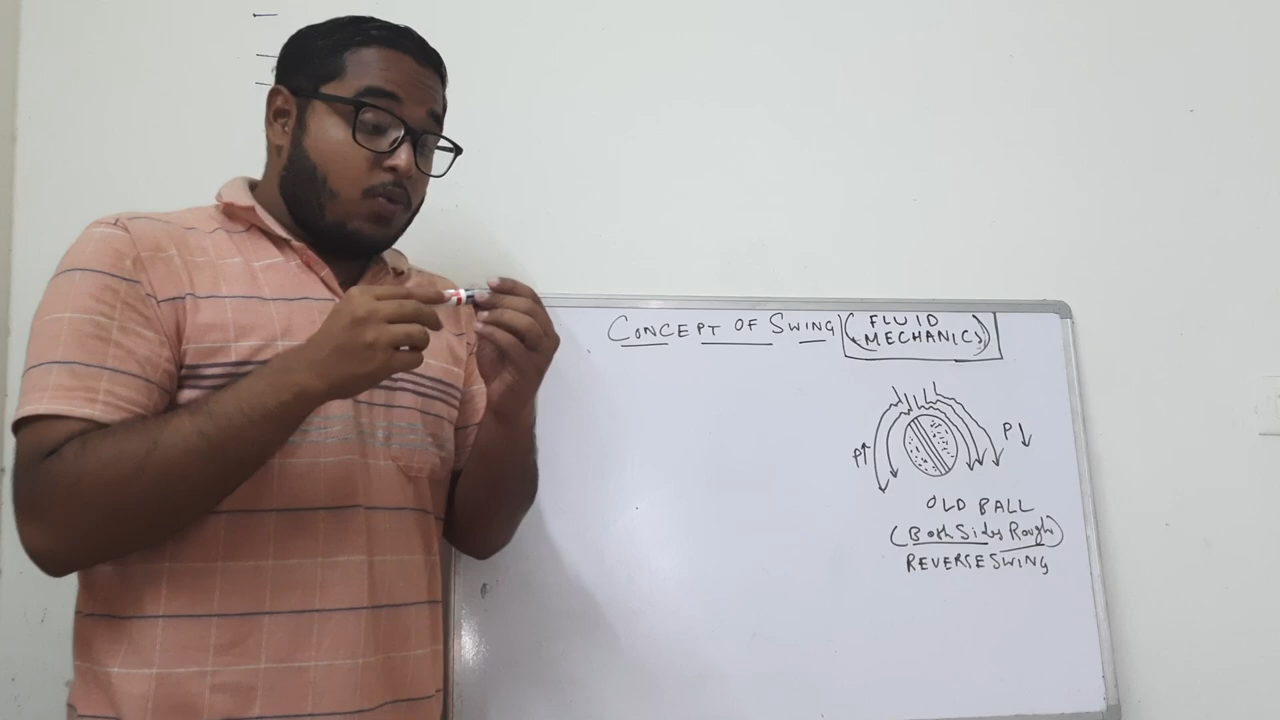 CONCEPT OF SWING (FLUID MECHANICS)
P↑
P↓
OLD BALL
(Both Sides Rough)
REVERSE SWING